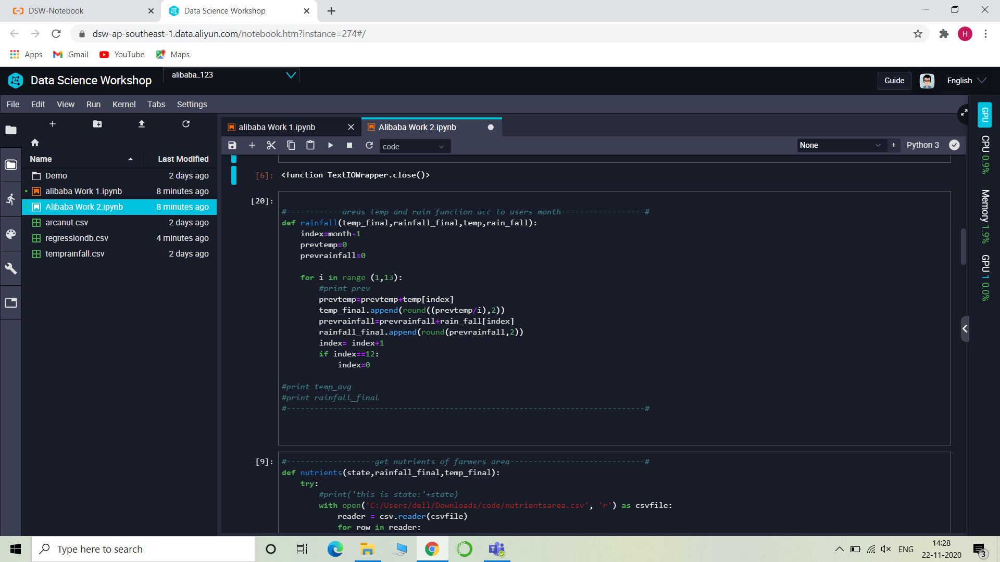 DSW-Notebook
Data Science Workshop
dsw-ap-southeast-1.data.aliyun.com/notebook.htm?instance=274#/
H
Apps
Gmail
YouTube
Maps
Data Science Workshop
alibaba_123
Guide
English
File Edit View Run Kernel Tabs Settings
alibaba Work 1.ipynb
Alibaba Work 2.ipynb
code
None
Python 3
Name
Last Modified
Demo 2 days ago
alibaba Work 1.ipynb 8 minutes ago
Alibaba Work 2.ipynb 8 minutes ago
arcanut.csv 2 days ago
regressiondb.csv 4 minutes ago
temprainfall.csv 2 days ago
[6]: <function TextIOWrapper.close()>
[20]:
#------------areas temp and rain function acc to users month------------------#
def rainfall(temp_final,rainfall_final,temp,rain_fall):
    index=month-1
    prevtemp=0
    prevrainfall=0
    for i in range (1,13):
        #print prev
        prevtemp=prevtemp+temp[index]
        temp_final.append(round((prevtemp/i),2))
        prevrainfall=prevrainfall+rain_fall[index]
        rainfall_final.append(round(prevrainfall,2))
        index= index+1
        if index==12:
            index=0
#print temp_avg
#print rainfall_final
#-----------------------------------------------------------------------------#
[9]: #-------------------get nutrients of farmers area-----------------------------#
def nutrients(state,rainfall_final,temp_final):
    try:
        #print('this is state:'+state)
        with open('C:/Users/dell/Downloads/code/nutrientsarea.csv', 'r') as csvfile:
            reader = csv.reader(csvfile)
            for row in reader:
GPU
CPU 0.9%
Memory 1.9%
GPU 1 0.0%
Type here to search
ENG
14:28
22-11-2020
3